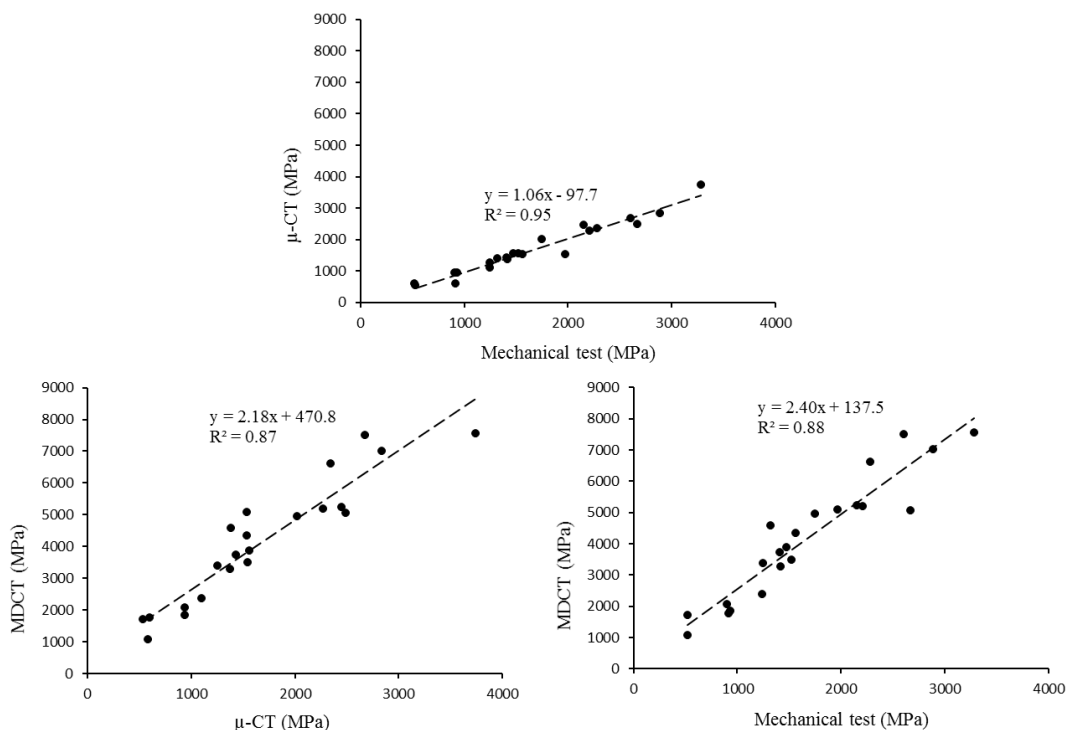 9000
8000
7000
6000
5000
4000
3000
2000
1000
0
μ-CT (MPa)
y = 1.06x - 97.7
R² = 0.95
0 1000 2000 3000 4000
Mechanical test (MPa)
9000
8000
7000
6000
5000
4000
3000
2000
1000
0
MDCT (MPa)
y = 2.18x + 470.8
R² = 0.87
0 1000 2000 3000 4000
μ-CT (MPa)
9000
8000
7000
6000
5000
4000
3000
2000
1000
0
MDCT (MPa)
y = 2.40x + 137.5
R² = 0.88
0 1000 2000 3000 4000
Mechanical test (MPa)